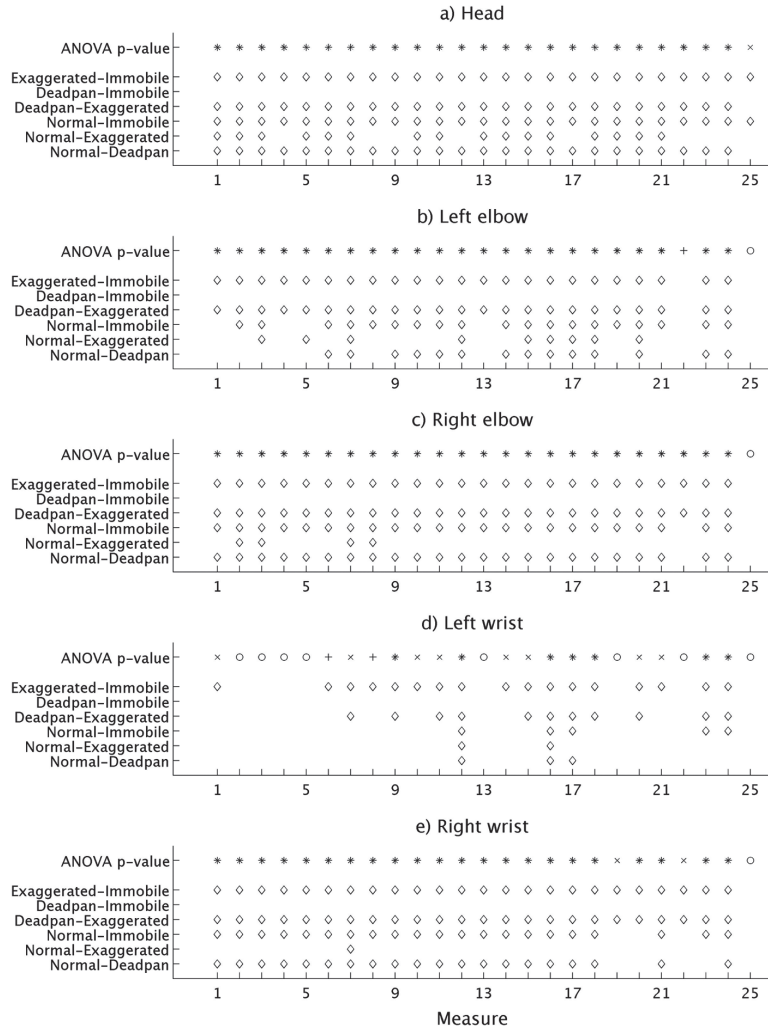 a) Head
ANOVA p-value
Exaggerated-Immobile
Deadpan-Immobile
Deadpan-Exaggerated
Normal-Immobile
Normal-Exaggerated
Normal-Deadpan
1 5 9 13 17 21 25
b) Left elbow
ANOVA p-value
Exaggerated-Immobile
Deadpan-Immobile
Deadpan-Exaggerated
Normal-Immobile
Normal-Exaggerated
Normal-Deadpan
1 5 9 13 17 21 25
c) Right elbow
ANOVA p-value
Exaggerated-Immobile
Deadpan-Immobile
Deadpan-Exaggerated
Normal-Immobile
Normal-Exaggerated
Normal-Deadpan
1 5 9 13 17 21 25
d) Left wrist
ANOVA p-value
Exaggerated-Immobile
Deadpan-Immobile
Deadpan-Exaggerated
Normal-Immobile
Normal-Exaggerated
Normal-Deadpan
1 5 9 13 17 21 25
e) Right wrist
ANOVA p-value
Exaggerated-Immobile
Deadpan-Immobile
Deadpan-Exaggerated
Normal-Immobile
Normal-Exaggerated
Normal-Deadpan
1 5 9 13 17 21 25
Measure